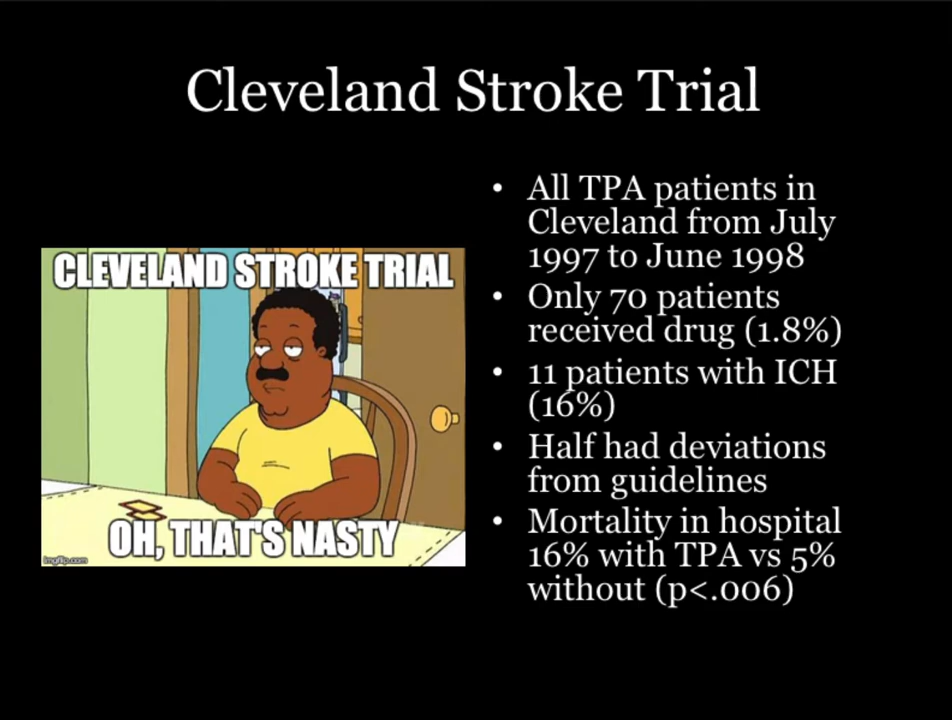 Cleveland Stroke Trial
CLEVELAND STROKE TRIAL
OH, THAT'S NASTY
imgflip.com
• All TPA patients in
Cleveland from July
1997 to June 1998
• Only 70 patients
received drug (1.8%)
• 11 patients with ICH
(16%)
• Half had deviations
from guidelines
• Mortality in hospital
16% with TPA vs 5%
without (p<.006)